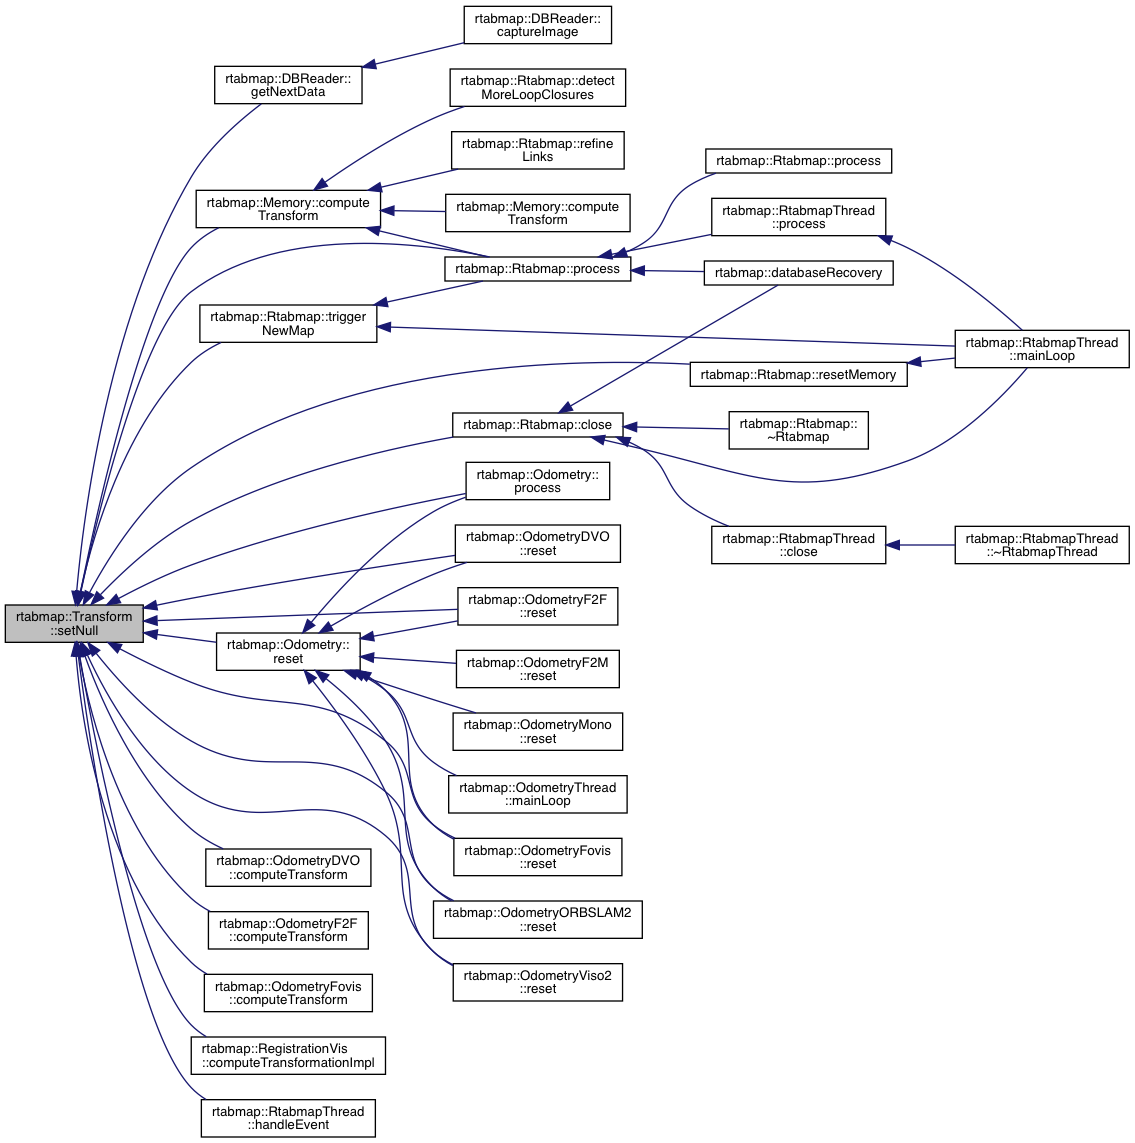 rtabmap::DBReader::
captureImage
rtabmap::DBReader::
getNextData
rtabmap::Rtabmap::detect
MoreLoopClosures
rtabmap::Rtabmap::refine
Links
rtabmap::Rtabmap::process
rtabmap::Memory::compute
Transform
rtabmap::Memory::compute
Transform
rtabmap::RtabmapThread
::process
rtabmap::Rtabmap::process
rtabmap::databaseRecovery
rtabmap::Rtabmap::trigger
NewMap
rtabmap::RtabmapThread
::mainLoop
rtabmap::Rtabmap::resetMemory
rtabmap::Rtabmap::close
rtabmap::Rtabmap::
~Rtabmap
rtabmap::Odometry::
process
rtabmap::OdometryDVO
::reset
rtabmap::RtabmapThread
::close
rtabmap::RtabmapThread
::~RtabmapThread
rtabmap::OdometryF2F
::reset
rtabmap::Transform
::setNull
rtabmap::Odometry::
reset
rtabmap::OdometryF2M
::reset
rtabmap::OdometryMono
::reset
rtabmap::OdometryThread
::mainLoop
rtabmap::OdometryFovis
::reset
rtabmap::OdometryDVO
::computeTransform
rtabmap::OdometryORBSLAM2
::reset
rtabmap::OdometryF2F
::computeTransform
rtabmap::OdometryViso2
::reset
rtabmap::OdometryFovis
::computeTransform
rtabmap::RegistrationVis
::computeTransformationImpl
rtabmap::RtabmapThread
::handleEvent